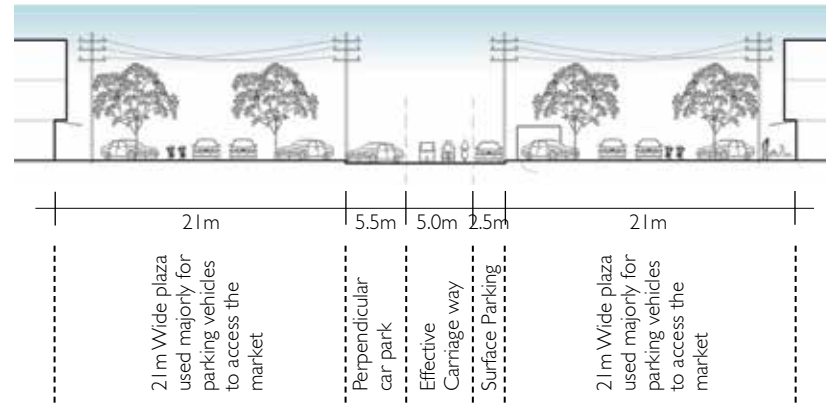 21m
5.5m
5.0m
2.5m
21m
21m Wide plaza
used majorly for
parking vehicles
to access the
market
Perpendicular
car park
Effective
Carriage way
Surface Parking
21m Wide plaza
used majorly for
parking vehicles
to access the
market